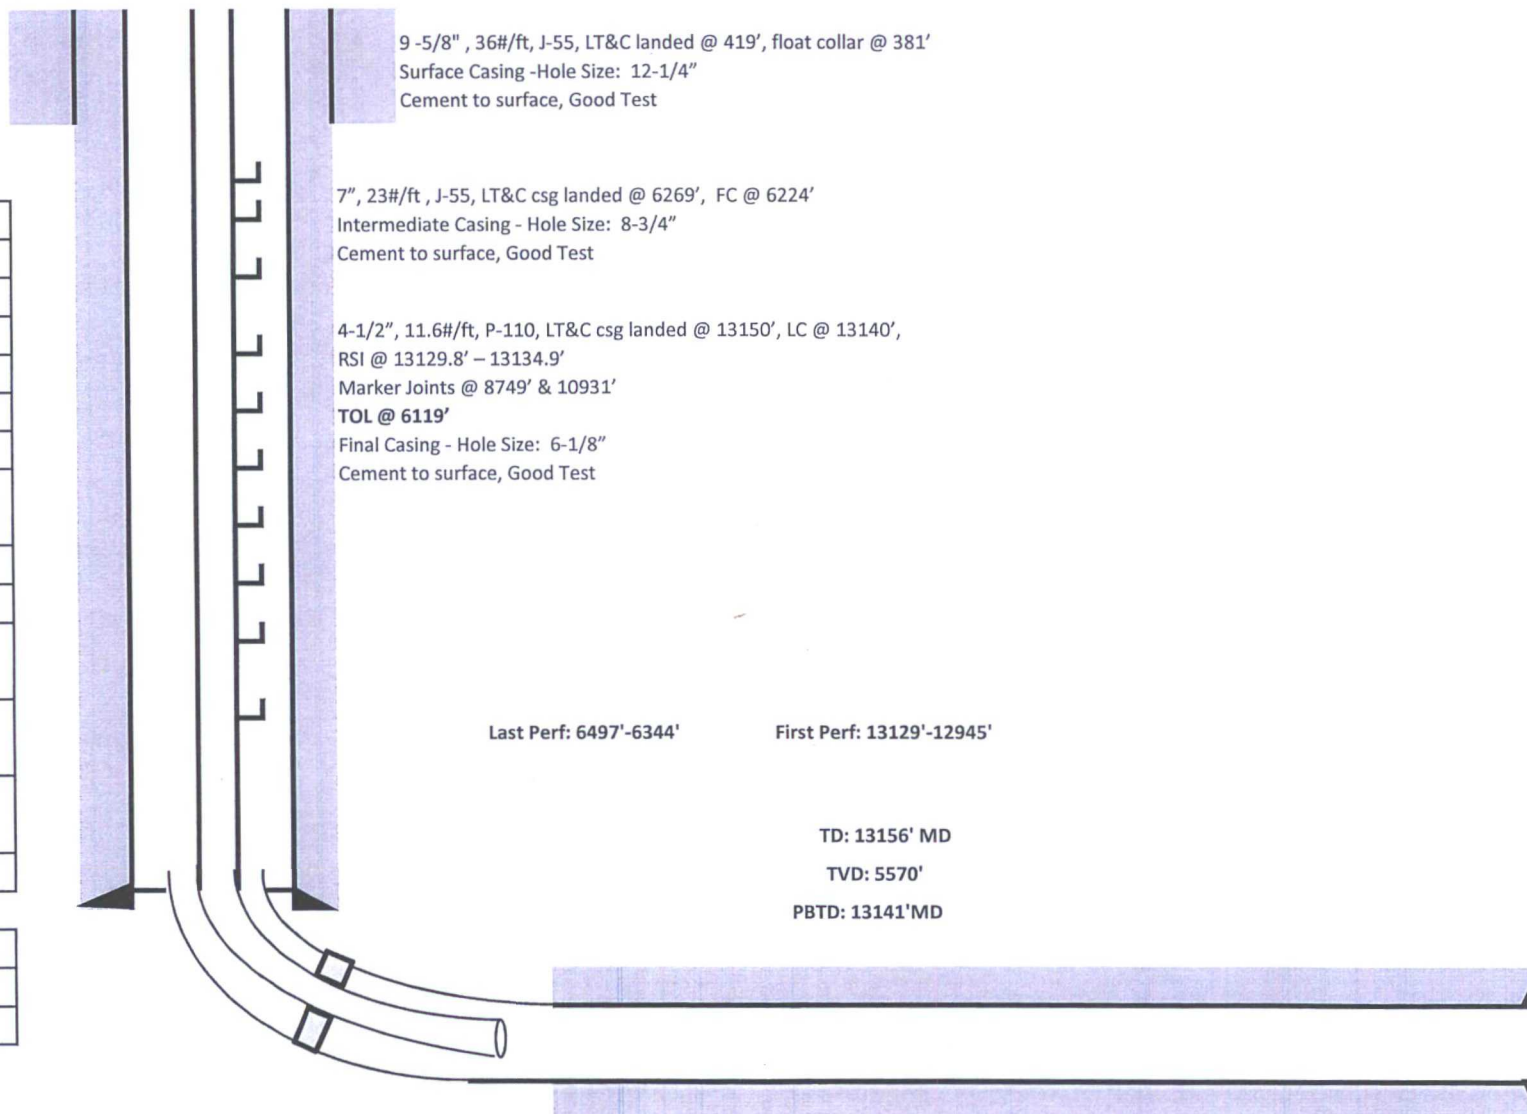 9 -5/8" , 36#/ft, J-55, LT&C landed @ 419’, float collar @ 381’
Surface Casing -Hole Size:  12-1/4”
Cement to surface, Good Test
7”, 23#/ft , J-55, LT&C csg landed @ 6269’,  FC @ 6224’
Intermediate Casing - Hole Size:  8-3/4”
Cement to surface, Good Test
4-1/2”, 11.6#/ft, P-110, LT&C csg landed @ 13150’, LC @ 13140’,
RSI @ 13129.8’ – 13134.9’
Marker Joints @ 8749’ & 10931’
TOL @ 6119’
Final Casing - Hole Size:  6-1/8”
Cement to surface, Good Test
Last Perf: 6497'-6344' First Perf: 13129'-12945'
TD: 13156' MD
TVD: 5570'
PBTD: 13141'MD